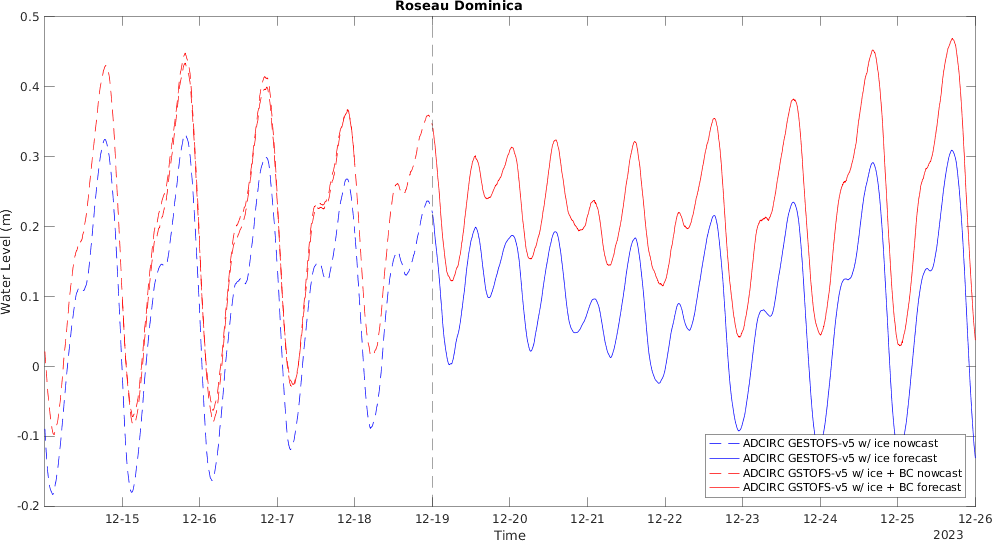 Roseau Dominica
Water Level (m)
0.5
0.4
0.3
0.2
0.1
0
-0.1
-0.2
ADCIRC GESTOFS-v5 w/ ice nowcast
ADCIRC GESTOFS-v5 w/ ice forecast
ADCIRC GSTOFS-v5 w/ ice + BC nowcast
ADCIRC GSTOFS-v5 w/ ice + BC forecast
12-15 12-16 12-17 12-18 12-19 12-20 12-21 12-22 12-23 12-24 12-25 12-26
Time
2023